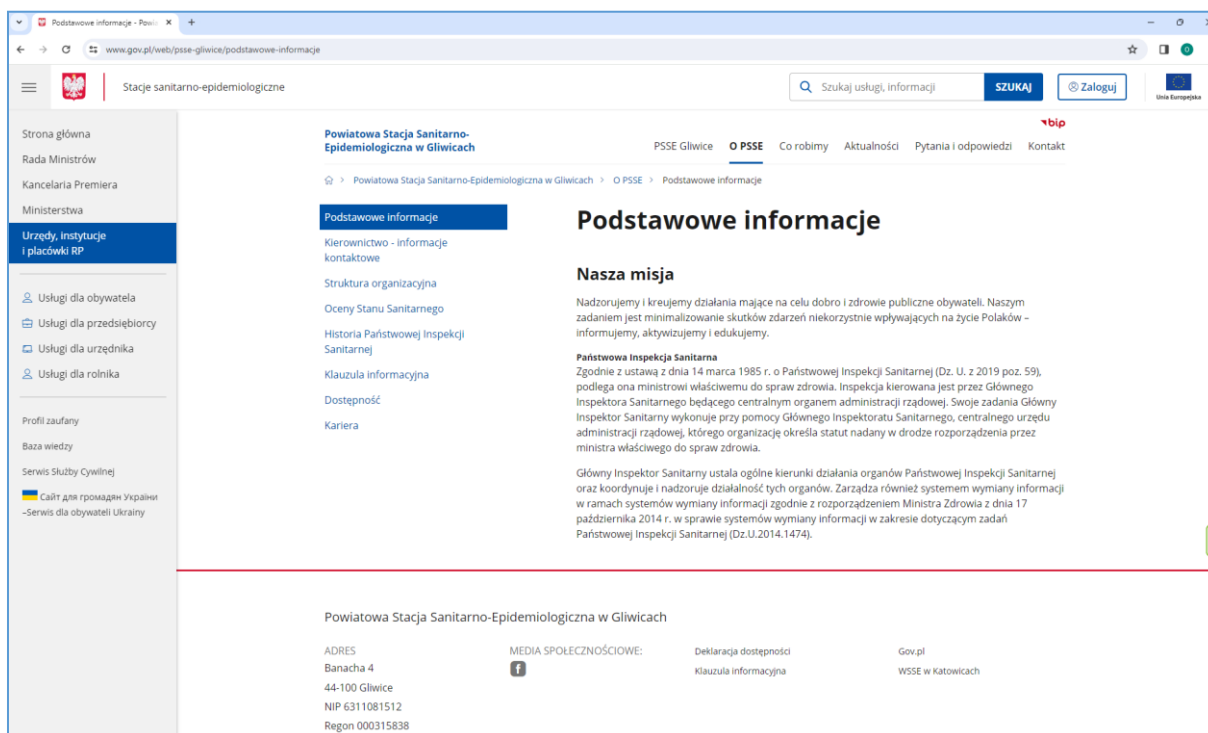 Podstawowe informacje - Powi
www.gov.pl/web/psse-gliwice/podstawowe-informacje
Stacje sanitarno-epidemiologiczne
Szukaj usługi, informacji
SZUKAJ
Zaloguj
Unia Europejska
Strona główna
Rada Ministrów
Kancelaria Premiera
Ministerstwa
Urzędy, instytucje
i placówki RP
Usługi dla obywatela
Usługi dla przedsiębiorcy
Usługi dla urzędnika
Usługi dla rolnika
Profil zaufany
Baza wiedzy
Serwis Służby Cywilnej
Сайт для громадян України
–Serwis dla obywateli Ukrainy
bip
Powiatowa Stacja Sanitarno-
Epidemiologiczna w Gliwicach
PSSE Gliwice O PSSE Co robimy Aktualności Pytania i odpowiedzi Kontakt
Powiatowa Stacja Sanitarno-Epidemiologiczna w Gliwicach > O PSSE > Podstawowe informacje
Podstawowe informacje
Kierownictwo - informacje
kontaktowe
Struktura organizacyjna
Oceny Stanu Sanitarnego
Historia Państwowej Inspekcji
Sanitarnej
Klauzula informacyjna
Dostępność
Kariera
Podstawowe informacje
Nasza misja
Nadzorujemy i kreujemy działania mające na celu dobro i zdrowie publiczne obywateli. Naszym
zadaniem jest minimalizowanie skutków zdarzeń niekorzystnie wpływających na życie Polaków –
informujemy, aktywizujemy i edukujemy.
Państwowa Inspekcja Sanitarna
Zgodnie z ustawą z dnia 14 marca 1985 r. o Państwowej Inspekcji Sanitarnej (Dz. U. z 2019 poz. 59),
podlega ona ministrowi właściwemu do spraw zdrowia. Inspekcja kierowana jest przez Głównego
Inspektora Sanitarnego będącego centralnym organem administracji rządowej. Swoje zadania Główny
Inspektor Sanitarny wykonuje przy pomocy Głównego Inspektoratu Sanitarnego, centralnego urzędu
administracji rządowej, którego organizację określa statut nadany w drodze rozporządzenia przez
ministra właściwego do spraw zdrowia.
Główny Inspektor Sanitarny ustala ogólne kierunki działania organów Państwowej Inspekcji Sanitarnej
oraz koordynuje i nadzoruje działalność tych organów. Zarządza również systemem wymiany informacji
w ramach systemów wymiany informacji zgodnie z rozporządzeniem Ministra Zdrowia z dnia 17
października 2014 r. w sprawie systemów wymiany informacji w zakresie dotyczącym zadań
Państwowej Inspekcji Sanitarnej (Dz.U.2014.1474).
Powiatowa Stacja Sanitarno-Epidemiologiczna w Gliwicach
ADRES
Banacha 4
44-100 Gliwice
NIP 6311081512
Regon 000315838
MEDIA SPOŁECZNOŚCIOWE:
Deklaracja dostępności
Klauzula informacyjna
Gov.pl
WSSE w Katowicach